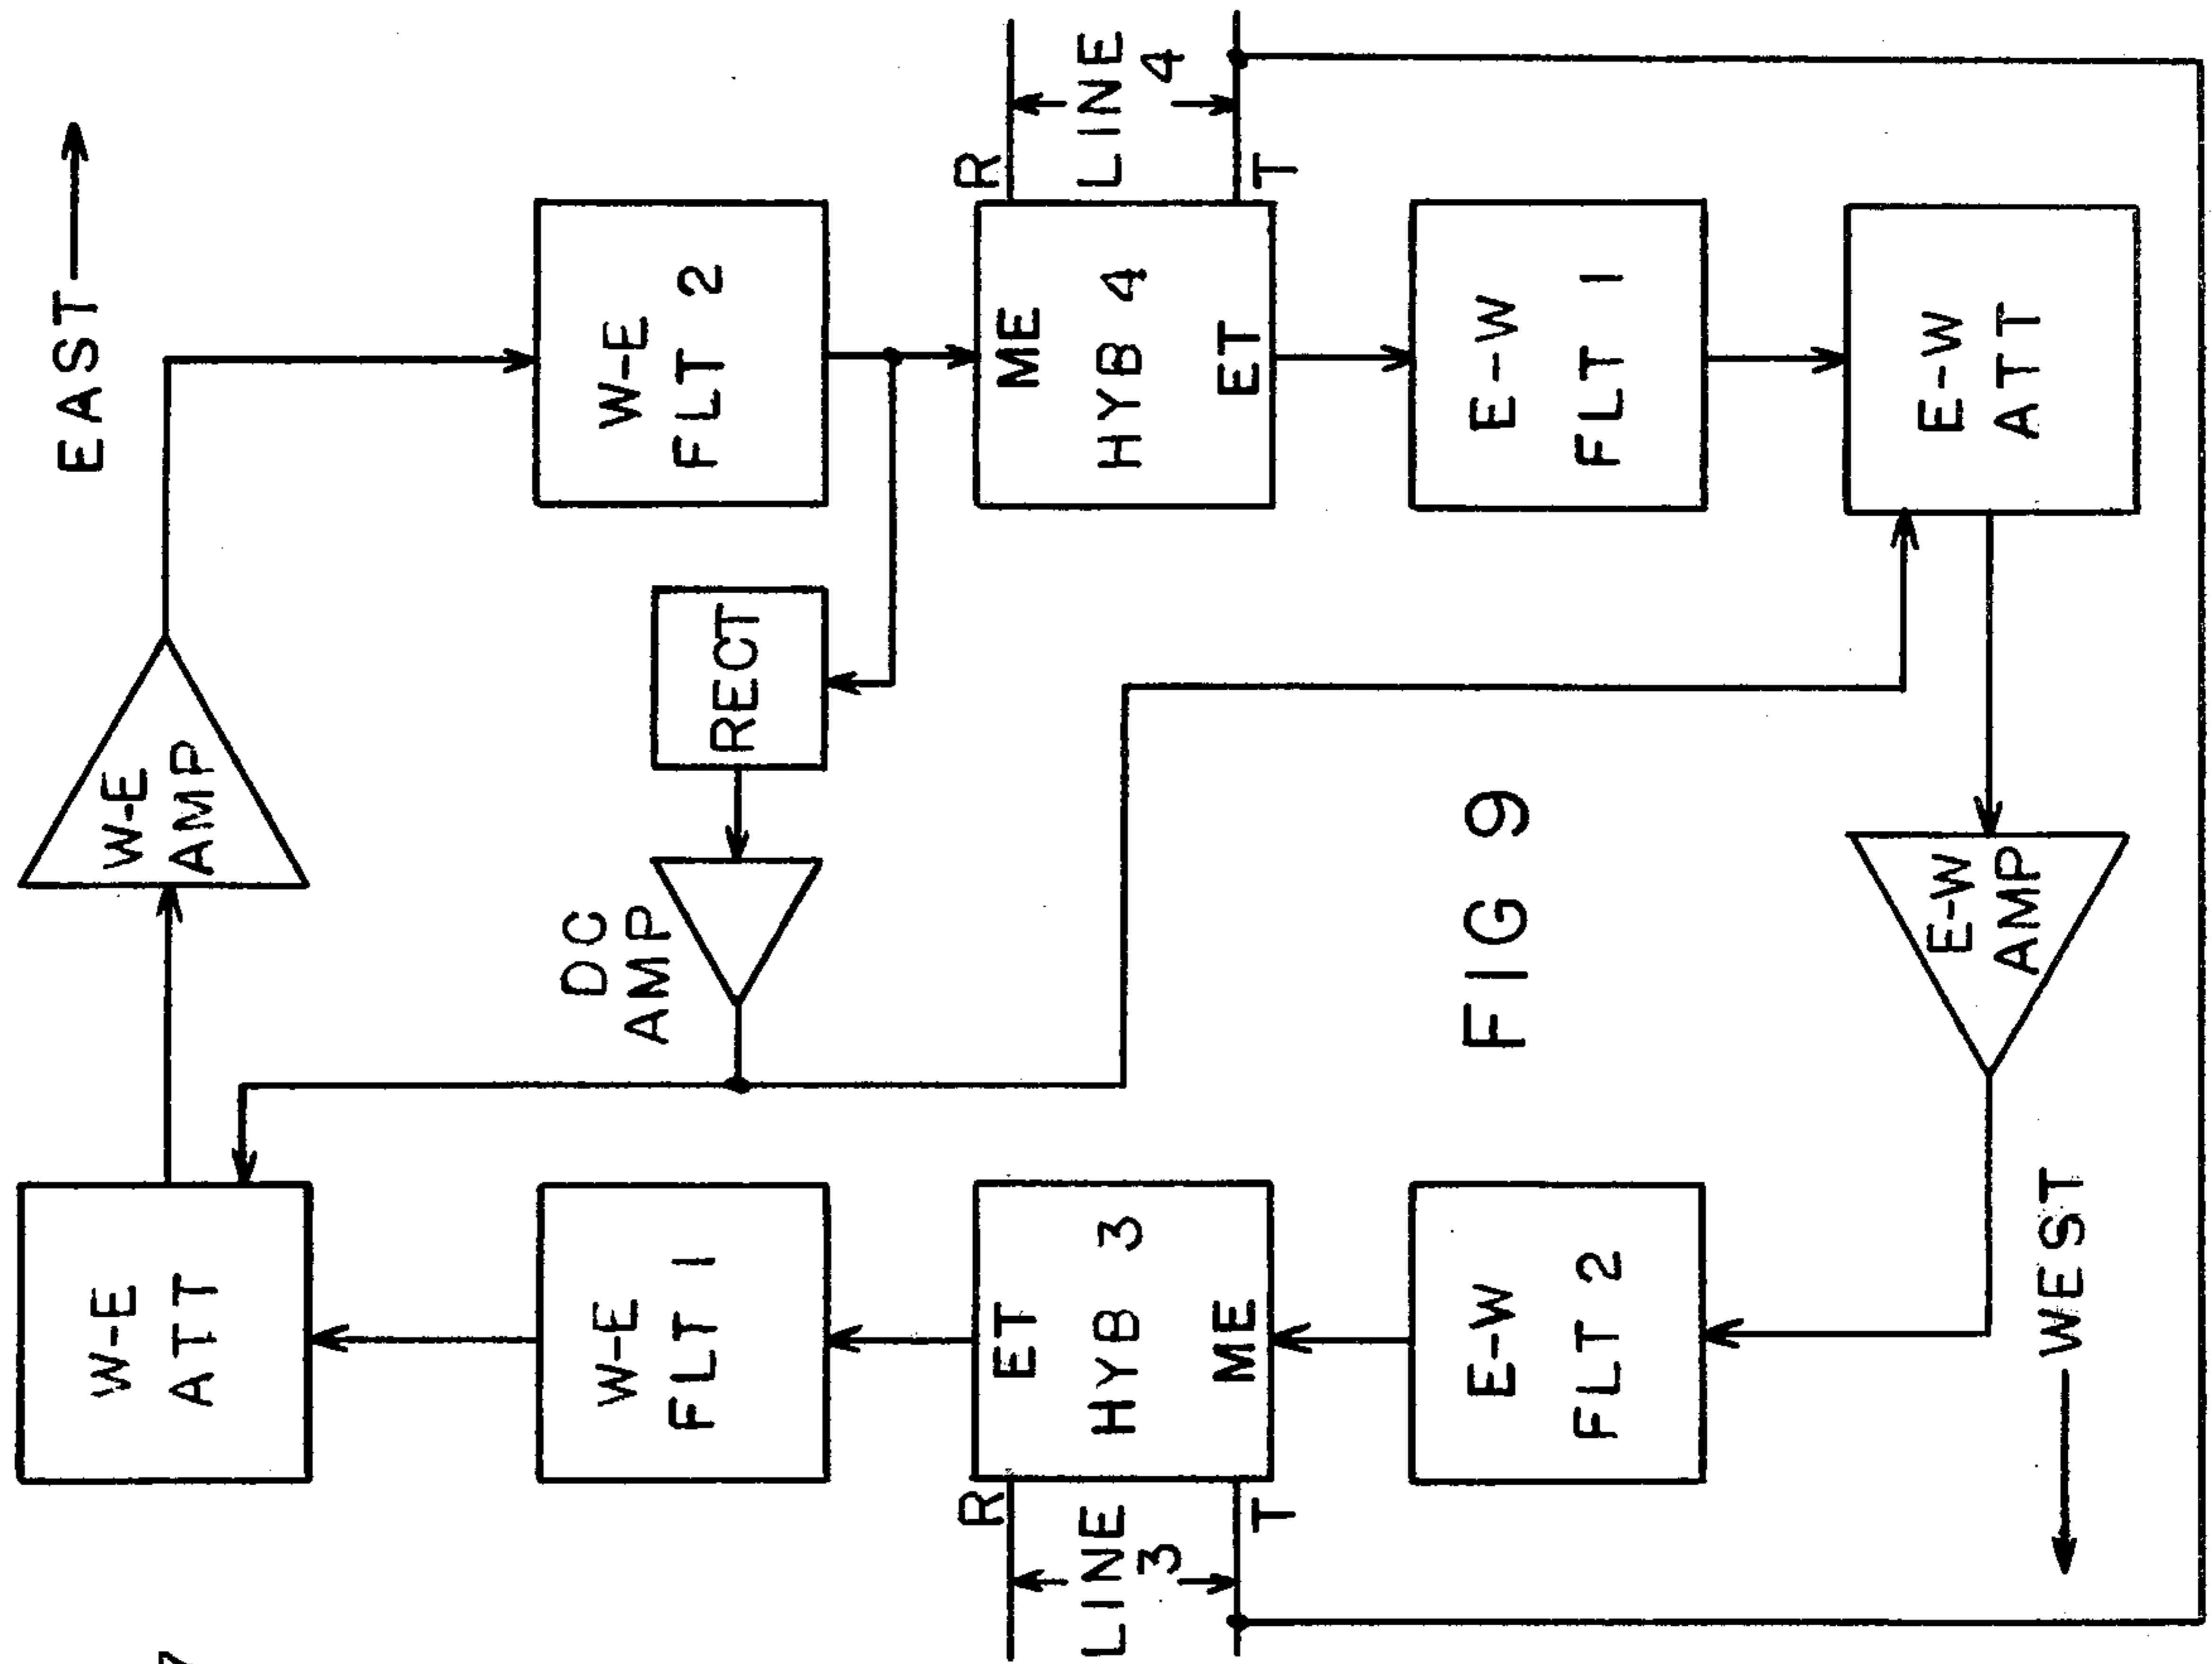 EAST
W-E
ATT
W-E
AMP
W-E
FLT 1
DC
AMP
RECT
W-E
FLT 2
R
LINE
3
T
ET
HYB 3
ME
ME
HYB 4
ET
R
LINE
4
T
E-W
FLT 2
FIG 9
E-W
FLT 1
E-W
AMP
E-W
ATT
WEST